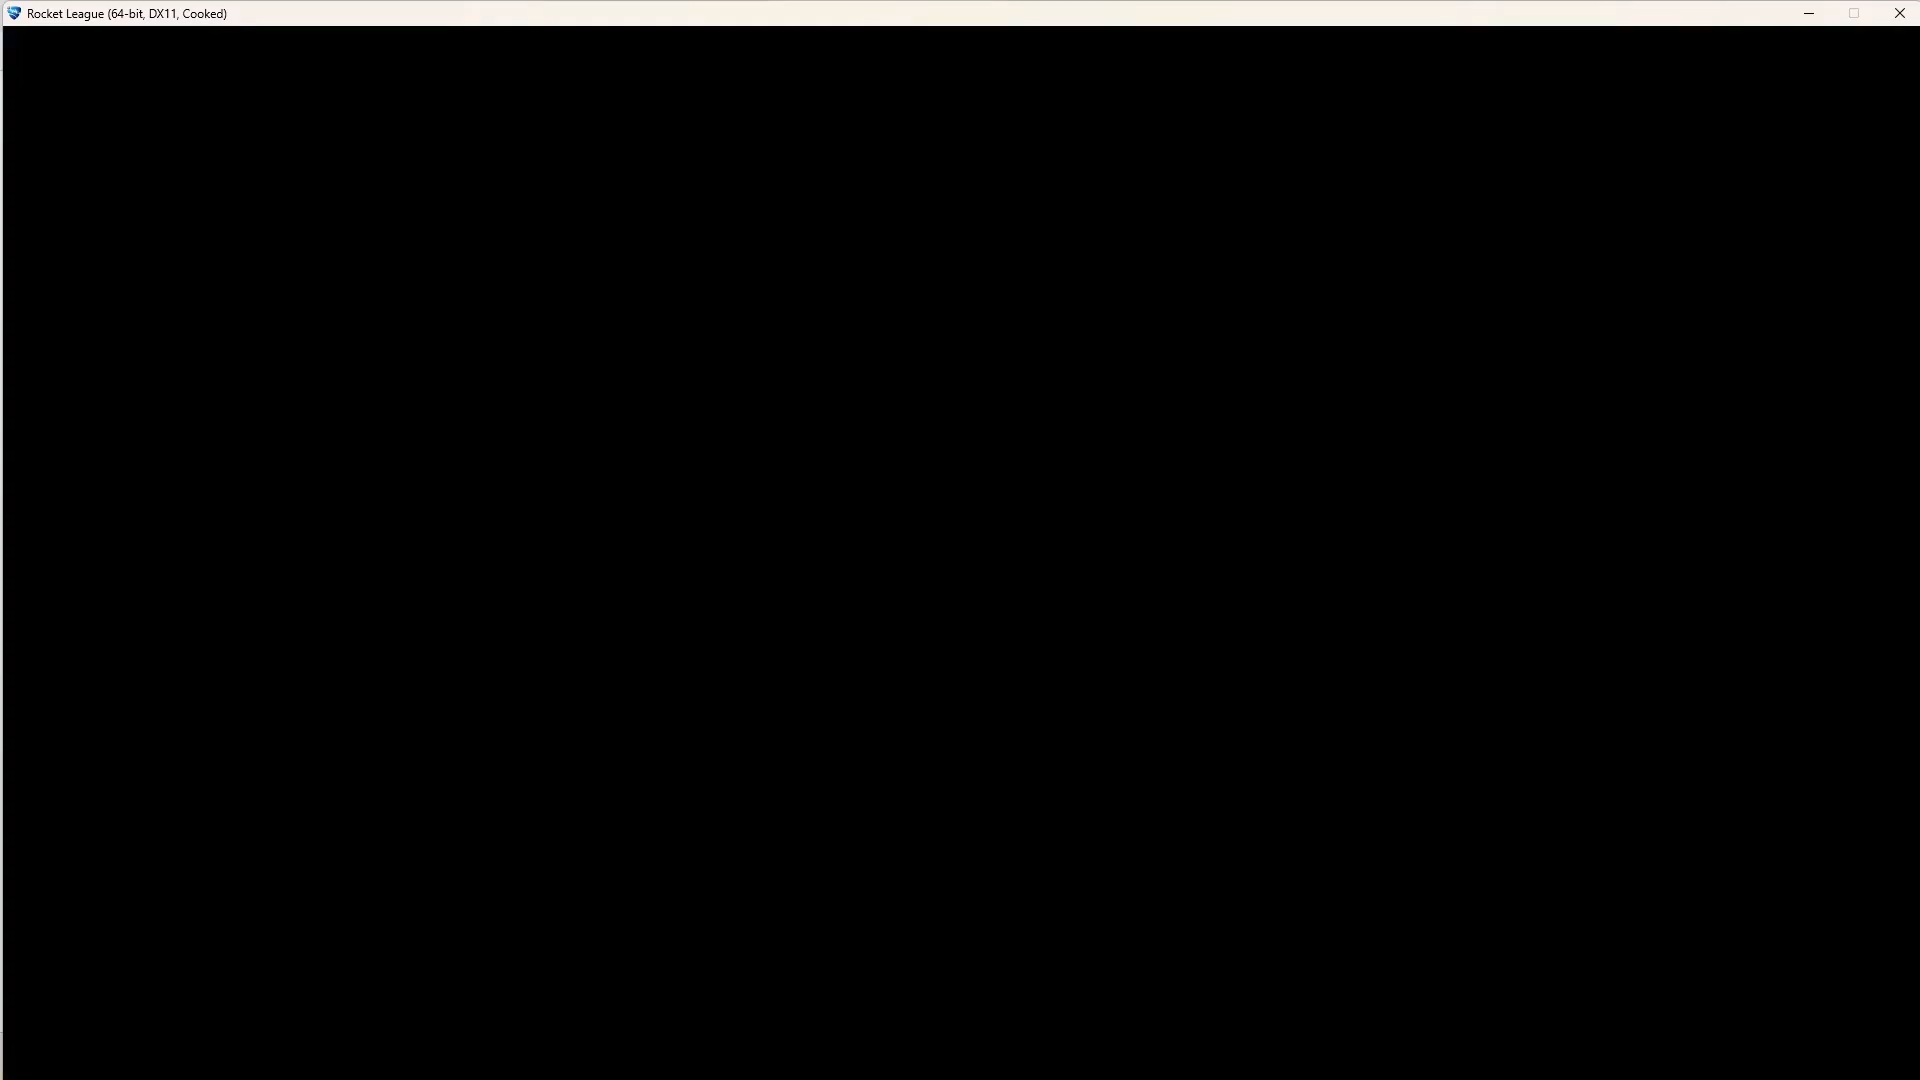 Rocket League (64-bit, DX11, Cooked)